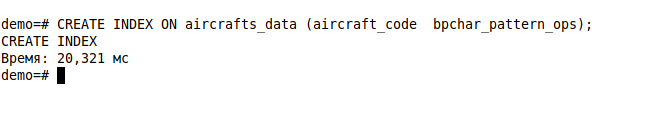 demo=# CREATE INDEX ON aircrafts_data (aircraft_code  bpchar_pattern_ops);
CREATE INDEX
Время: 20,321 мс
demo=#